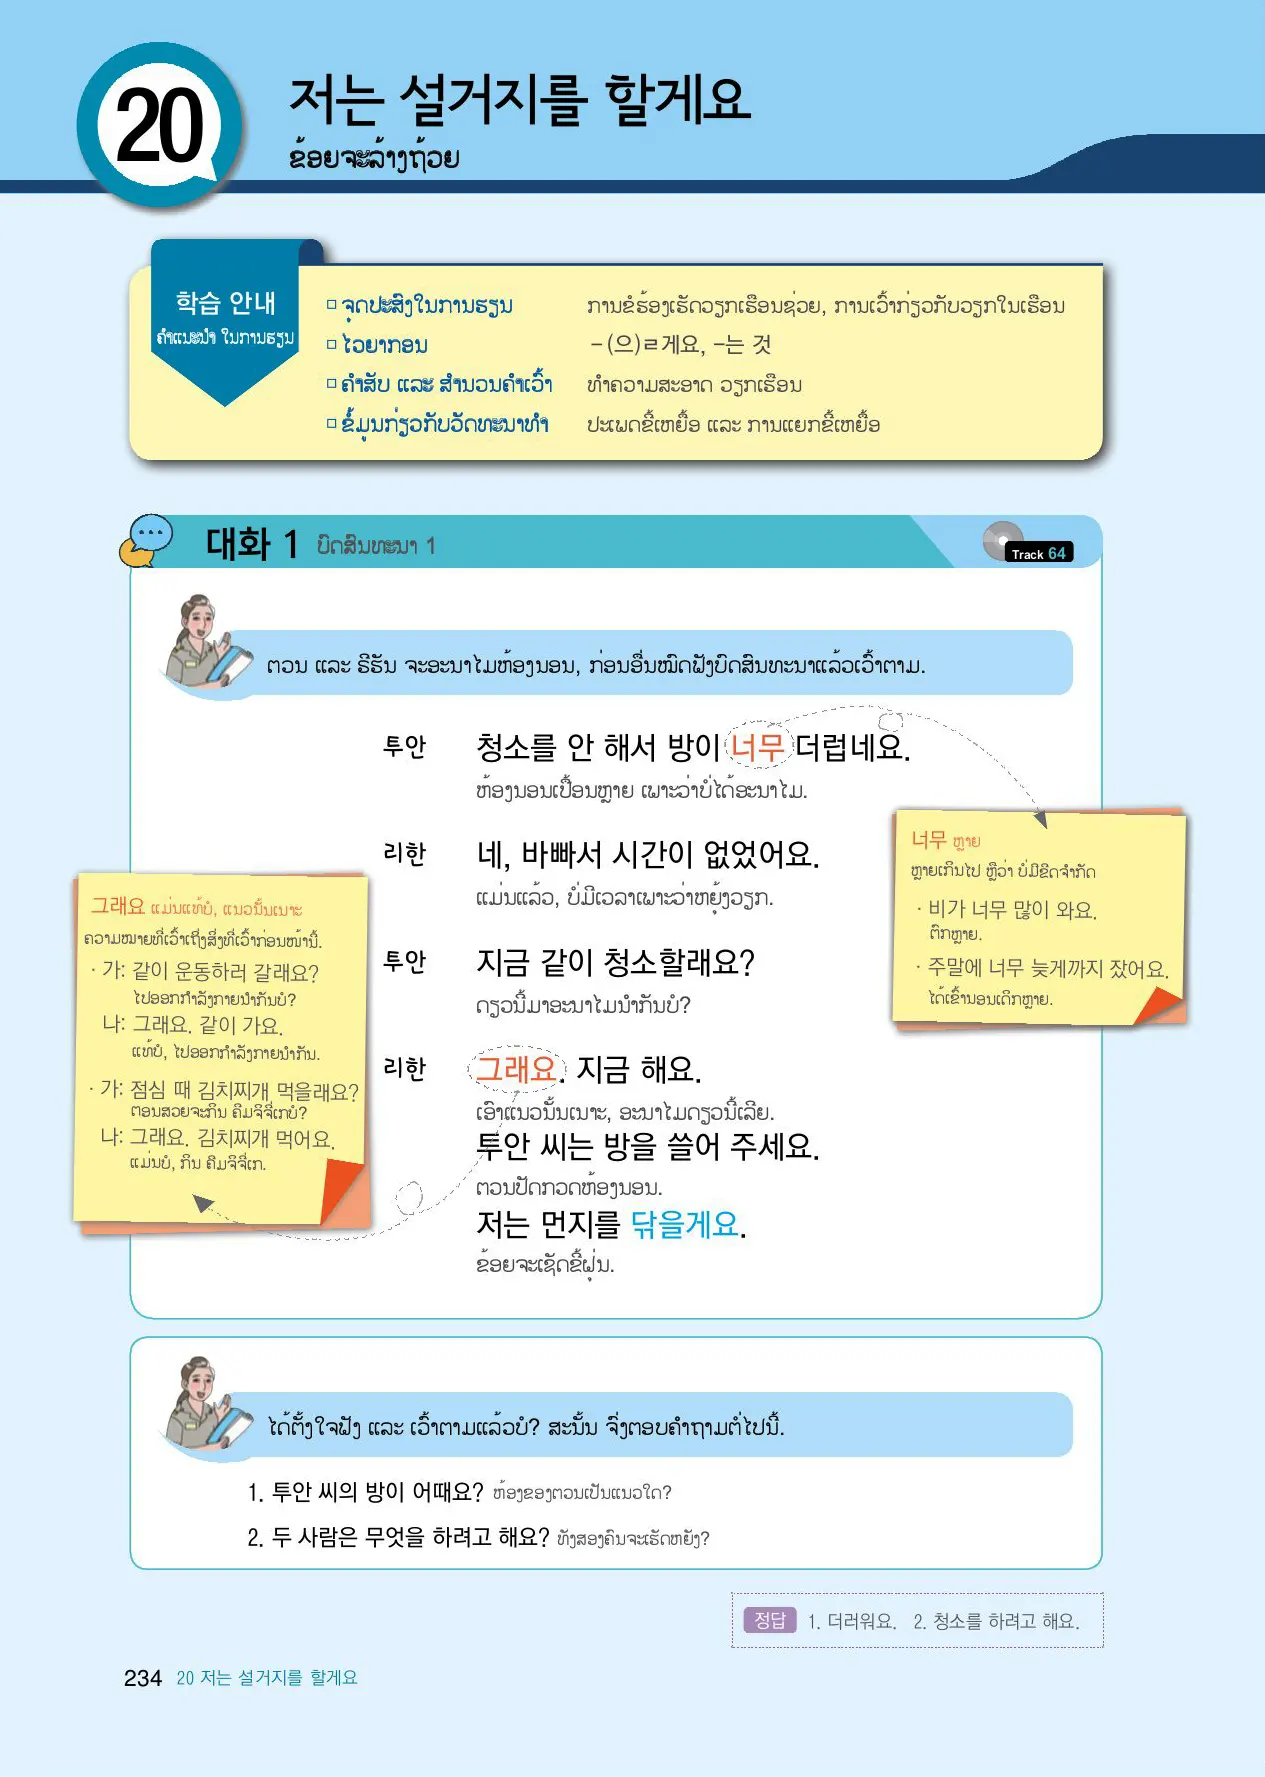 20
저는 설거지를 할게요
ຂ້ອຍຈະລ້າງຖ້ວຍ
학습 안내
ຄຳແນະນຳ ໃນການຮຽນ
□ ຈຸດປະສົງໃນການຮຽນ ການຂໍຮ້ອງເຮັດວຽກເຮືອນຊ່ວຍ, ການເວົ້າກ່ຽວກັບວຽກໃນເຮືອນ
□ ໄວຍາກອນ -(으)ㄹ게요, -는 것
□ ຄຳສັບ ແລະ ສຳນວນຄຳເວົ້າ ທຳຄວາມສະອາດ ວຽກເຮືອນ
□ ຂໍ້ມູນກ່ຽວກັບວັດທະນາທຳ ປະເພດຂີ້ເຫຍື້ອ ແລະ ການແຍກຂີ້ເຫຍື້ອ
대화 1 ບົດສົນທະນາ 1
Track 64
ຕວນ ແລະ ຣີຮັນ ຈະອະນາໄມຫ້ອງນອນ, ກ່ອນອື່ນໝົດຟັງບົດສົນທະນາແລ້ວເວົ້າຕາມ.
투안 청소를 안 해서 방이 너무 더럽네요.
ຫ້ອງນອນເປື້ອນຫຼາຍ ເພາະວ່າບໍ່ໄດ້ອະນາໄມ.
리한 네, 바빠서 시간이 없었어요.
ແມ່ນແລ້ວ, ບໍ່ມີເວລາເພາະວ່າຫຍຸ້ງວຽກ.
투안 지금 같이 청소할래요?
ດຽວນີ້ມາອະນາໄມນຳກັນບໍ?
리한 그래요. 지금 해요.
ເອົາແນວນັ້ນເນາະ, ອະນາໄມດຽວນີ້ເລີຍ.
투안 씨는 방을 쓸어 주세요.
ຕວນປັດກວດຫ້ອງນອນ.
저는 먼지를 닦을게요.
ຂ້ອຍຈະເຊັດຂີ້ຝຸ່ນ.
너무 ຫຼາຍ
ຫຼາຍເກີນໄປ ຫຼືວ່າ ບໍ່ມີຂີດຈຳກັດ
· 비가 너무 많이 와요.
ຕົກຫຼາຍ.
· 주말에 너무 늦게까지 잤어요.
ໄດ້ເຂົ້ານອນເດິກຫຼາຍ.
그래요 ແມ່ນແທ້ບໍ, ແນວນັ້ນເນາະ
ຄວາມໝາຍທີ່ເວົ້າເຖິງສິ່ງທີ່ເວົ້າກ່ອນໜ້ານີ້.
· 가: 같이 운동하러 갈래요?
ໄປອອກກຳລັງກາຍນຳກັນບໍ?
나: 그래요. 같이 가요.
ແທ້ບໍ, ໄປອອກກຳລັງກາຍນຳກັນ.
· 가: 점심 때 김치찌개 먹을래요?
ຕອນສວຍຈະກິນ ຄິມຈິຈີ່ເກບໍ?
나: 그래요. 김치찌개 먹어요.
ແມ່ນບໍ, ກິນ ຄິມຈິຈີ່ເກ.
ໄດ້ຕັ້ງໃຈຟັງ ແລະ ເວົ້າຕາມແລ້ວບໍ? ສະນັ້ນ ຈົ່ງຕອບຄຳຖາມຕໍ່ໄປນີ້.
1. 투안 씨의 방이 어때요? ຫ້ອງຂອງຕວນເປັນແນວໃດ?
2. 두 사람은 무엇을 하려고 해요? ທັງສອງຄົນຈະເຮັດຫຍັງ?
정답 1. 더러워요. 2. 청소를 하려고 해요.
234 20 저는 설거지를 할게요